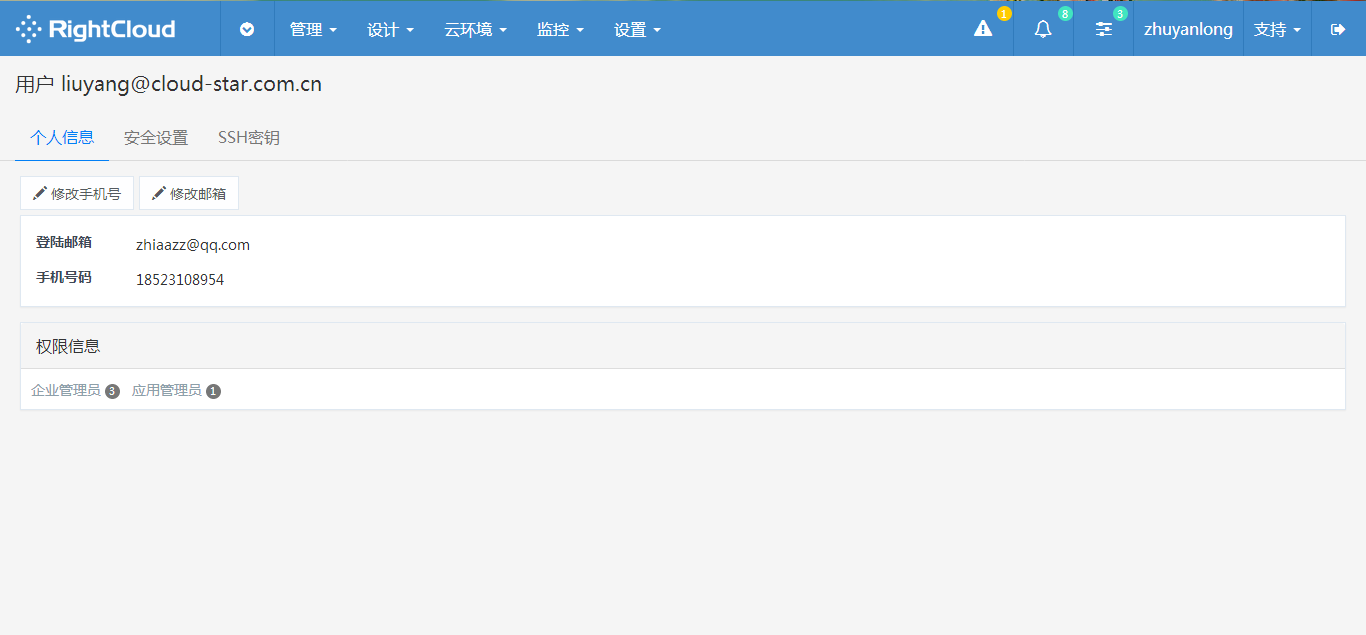 RightCloud 管理 设计 云环境 监控 设置 1 8 3 zhuyanlong 支持
用户 liuyang@cloud-star.com.cn
个人信息 安全设置 SSH密钥
修改手机号 修改邮箱
登陆邮箱 zhiaazz@qq.com
手机号码 18523108954
权限信息
企业管理员 3 应用管理员 1